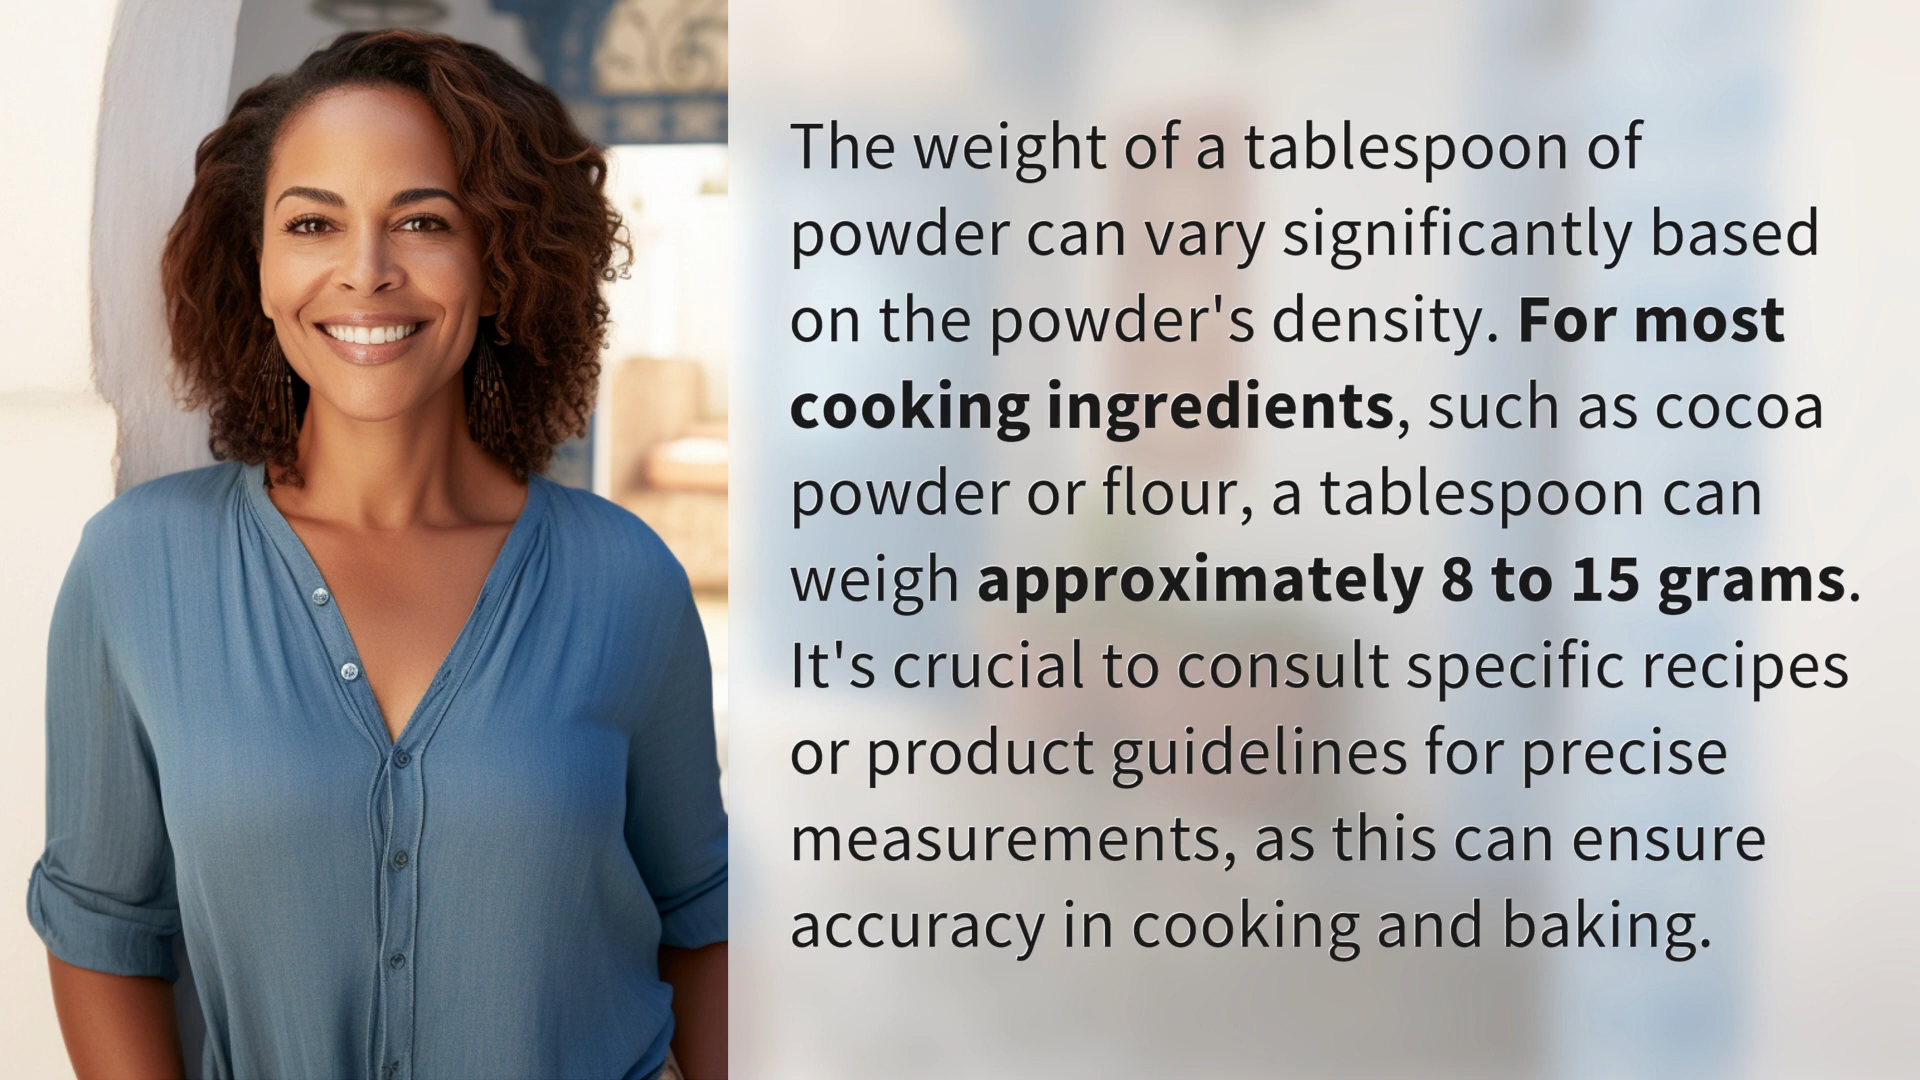 The weight of a tablespoon of
powder can vary significantly based
on the powder's density. For most
cooking ingredients, such as cocoa
powder or flour, a tablespoon can
weigh approximately 8 to 15 grams.
It's crucial to consult specific recipes
or product guidelines for precise
measurements, as this can ensure
accuracy in cooking and baking.